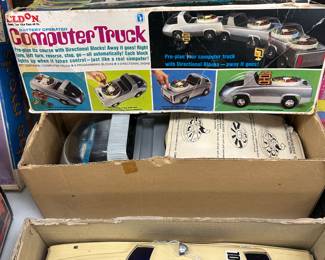 ELDON
BATTERY OPERATED
Computer Truck
Pre-plan its course with Directional Blocks! Away it goes! Right
turn, left turn, reverse, stop, go—all automatically! Each block
lights up when it takes control—just like a real computer!
Pre-plan your computer truck
with Directional Blocks – away it goes!